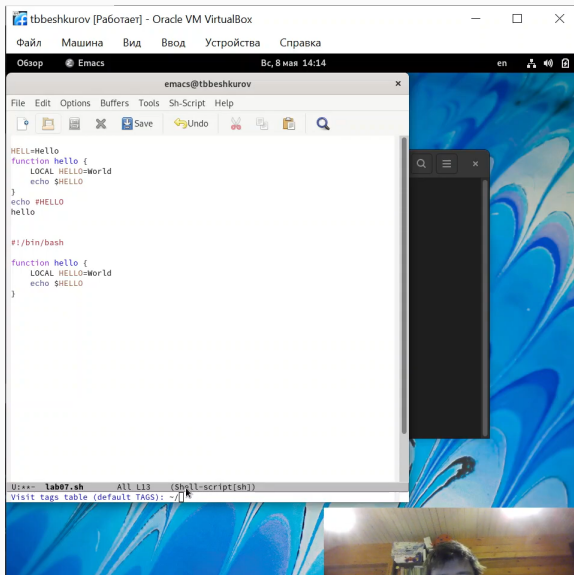 tbbeshkurov [Работает] - Oracle VM VirtualBox
Файл Машина Вид Ввод Устройства Справка
Обзор Emacs Вс, 8 мая 14:14 en
emacs@tbbeshkurov
File Edit Options Buffers Tools Sh-Script Help
Save Undo
HELL=Hello
function hello {
LOCAL HELLO=World
echo $HELLO
}
echo #HELLO
hello
#!/bin/bash
function hello {
LOCAL HELLO=World
echo $HELLO
}
U:**- lab07.sh All L13 (Shell-script[sh])
Visit tags table (default TAGS): ~/